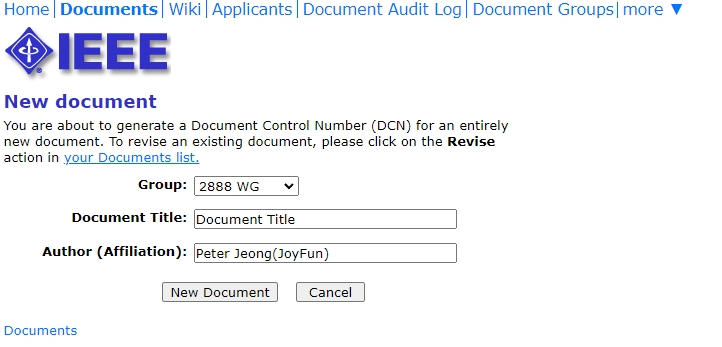 Home| Documents| Wiki| Applicants| Document Audit Log| Document Groups| more ▼
IEEE
New document
You are about to generate a Document Control Number (DCN) for an entirely
new document. To revise an existing document, please click on the Revise
action in your Documents list.
Group: 2888 WG
Document Title: Document Title
Author (Affiliation): Peter Jeong(JoyFun)
New Document Cancel
Documents